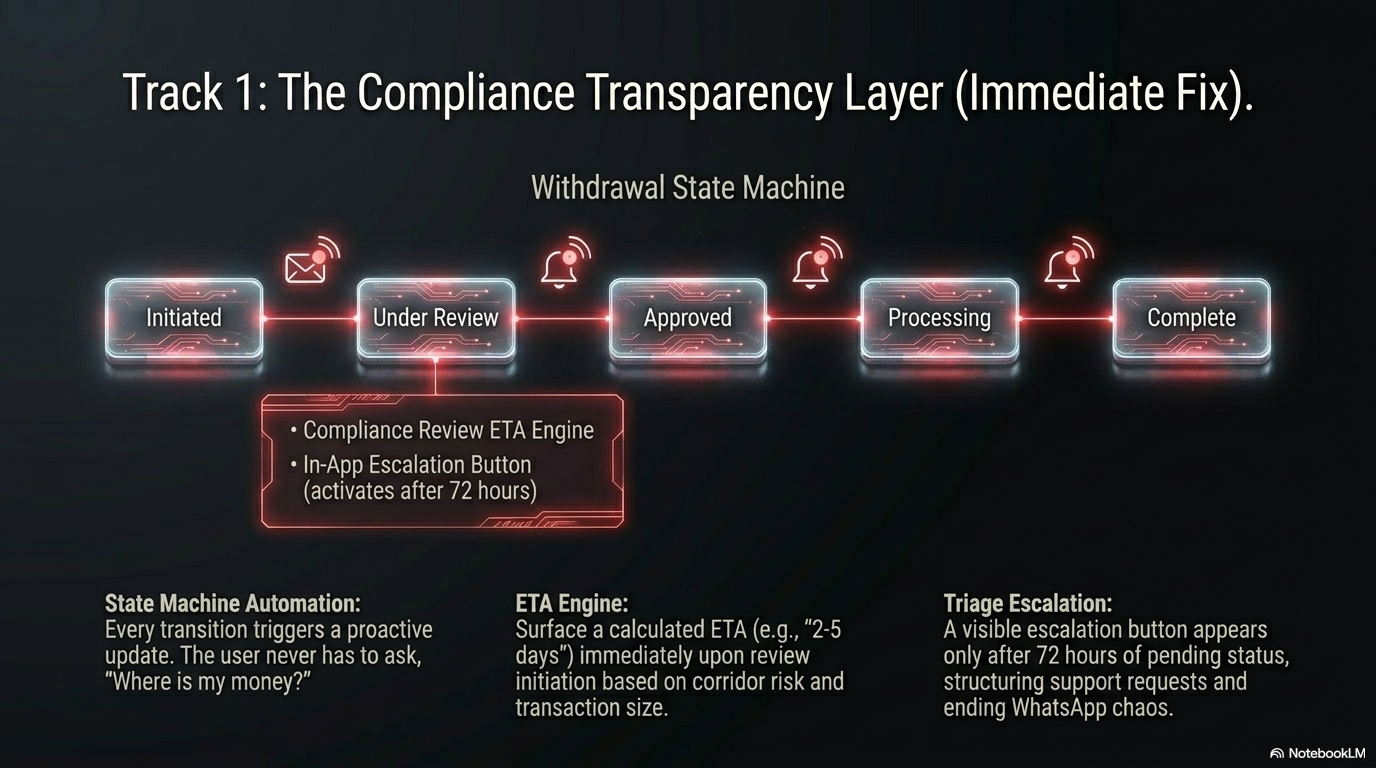 Track 1: The Compliance Transparency Layer (Immediate Fix).
Withdrawal State Machine
Initiated
Under Review
Approved
Processing
Complete
• Compliance Review ETA Engine
• In-App Escalation Button
(activates after 72 hours)
State Machine Automation:
Every transition triggers a proactive
update. The user never has to ask,
"Where is my money?"
ETA Engine:
Surface a calculated ETA (e.g., “2-5
days”) immediately upon review
initiation based on corridor risk and
transaction size.
Triage Escalation:
A visible escalation button appears
only after 72 hours of pending status,
structuring support requests and
ending WhatsApp chaos.
NotebookLM